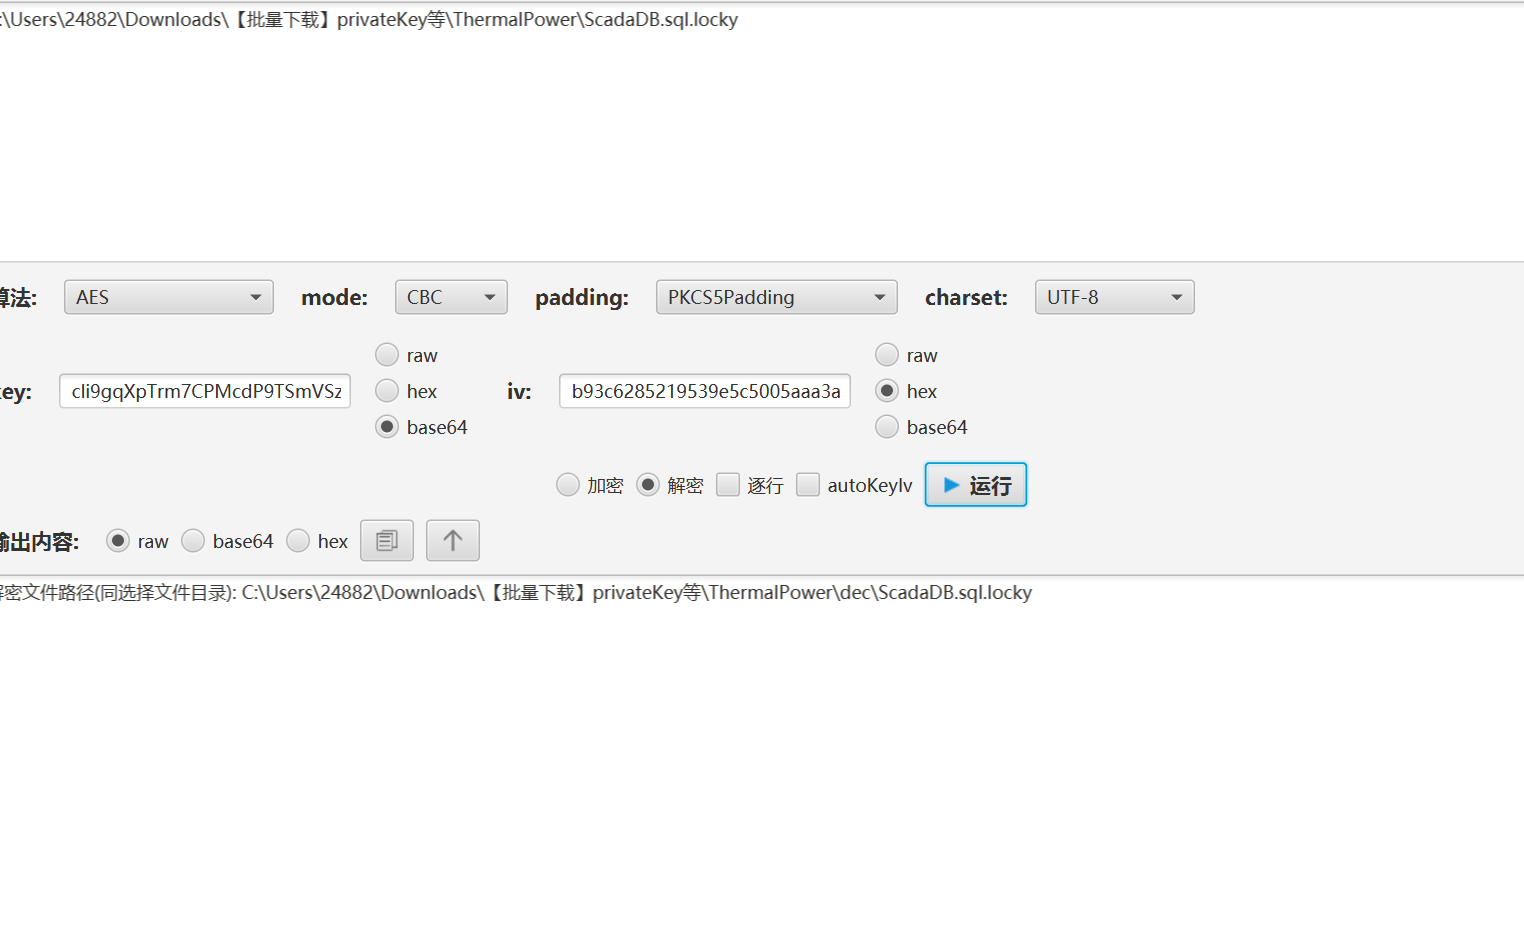 :\Users\24882\Downloads\【批量下载】privateKey等\ThermalPower\ScadaDB.sql.locky
算法: AES mode: CBC padding: PKCS5Padding charset: UTF-8
raw raw
key: cli9gqXpTrm7CPMcdP9TSmVSz hex iv: b93c6285219539e5c5005aaa3a hex
base64 base64
加密 解密 逐行 autoKeyIv 运行
输出内容: raw base64 hex
解密文件路径(同选择文件目录): C:\Users\24882\Downloads\【批量下载】privateKey等\ThermalPower\dec\ScadaDB.sql.locky